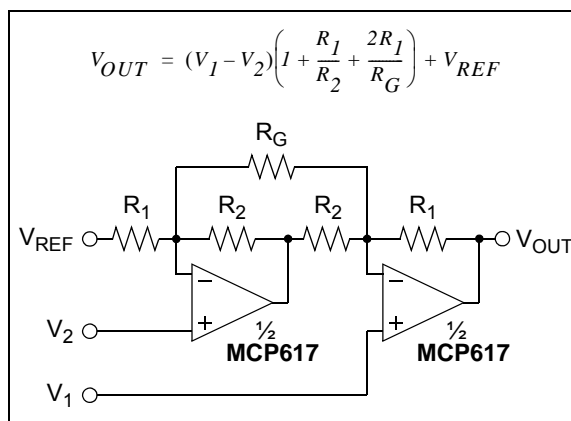 V_OUT = (V_1 – V_2)(1 + R_1/R_2 + 2R_1/R_G) + V_REF
R_G
R_1 R_2 R_2 R_1
V_REF V_OUT
– –
+ +
V_2 ½ ½
MCP617 MCP617
V_1